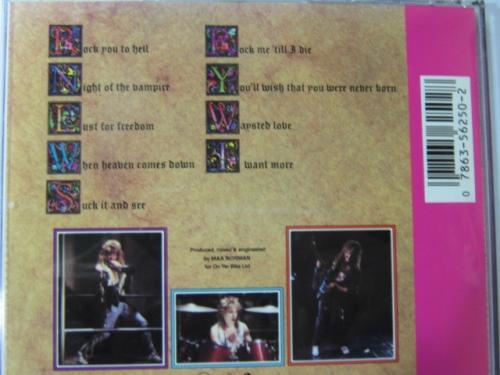 Rock you to hell
Night of the vampire
Lust for freedom
When heaven comes down
Suck it and see
Rock me 'till I die
You'll wish that you were never born
Waysted love
I want more
Produced, mixed & engineered
by MAX NORMAN
for On Yer Bike Ltd
0 7863-56250-2